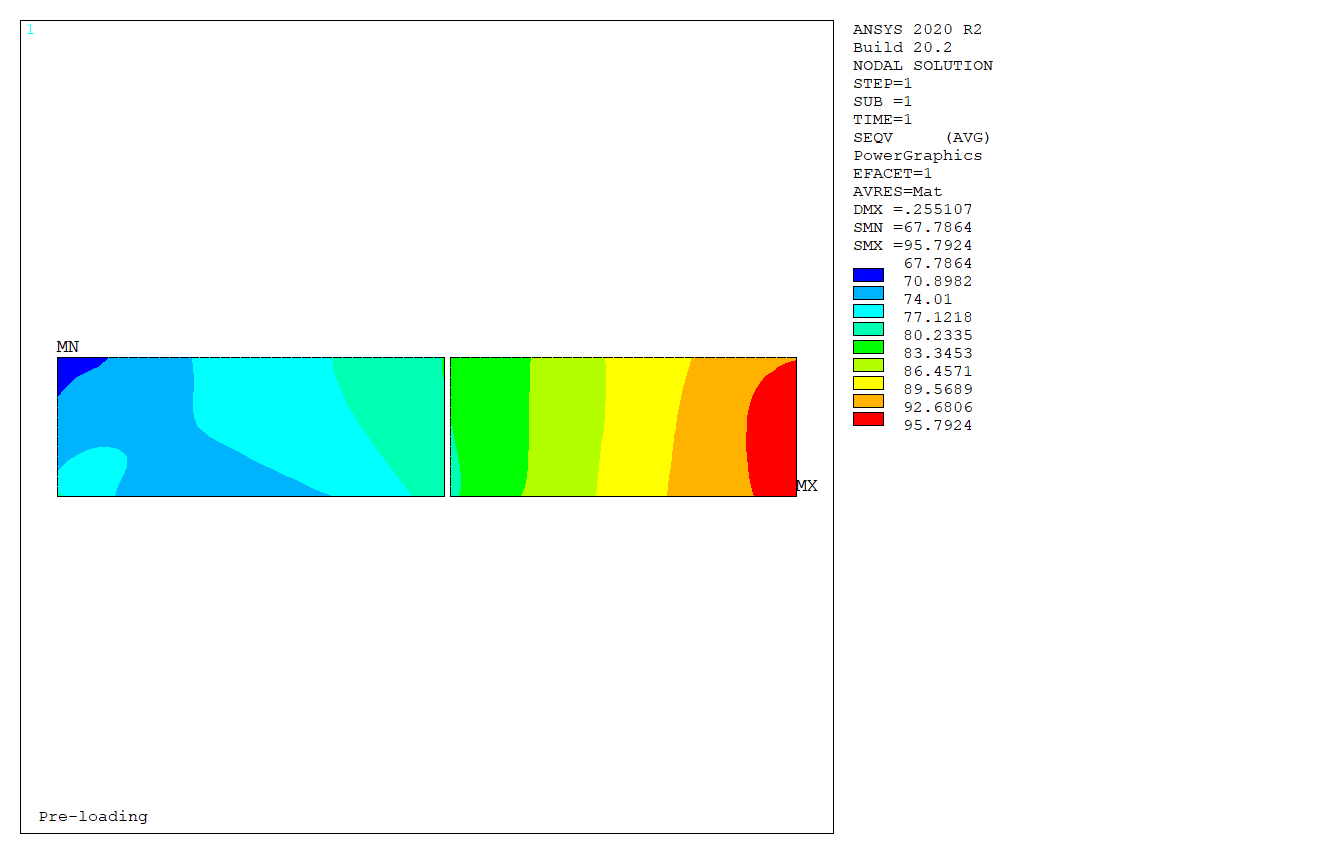 1
ANSYS 2020 R2
Build 20.2
NODAL SOLUTION
STEP=1
SUB =1
TIME=1
SEQV     (AVG)
PowerGraphics
EFACET=1
AVRES=Mat
DMX =.255107
SMN =67.7864
SMX =95.7924
67.7864
70.8982
74.01
77.1218
80.2335
83.3453
86.4571
89.5689
92.6806
95.7924
MN
MX
Pre-loading